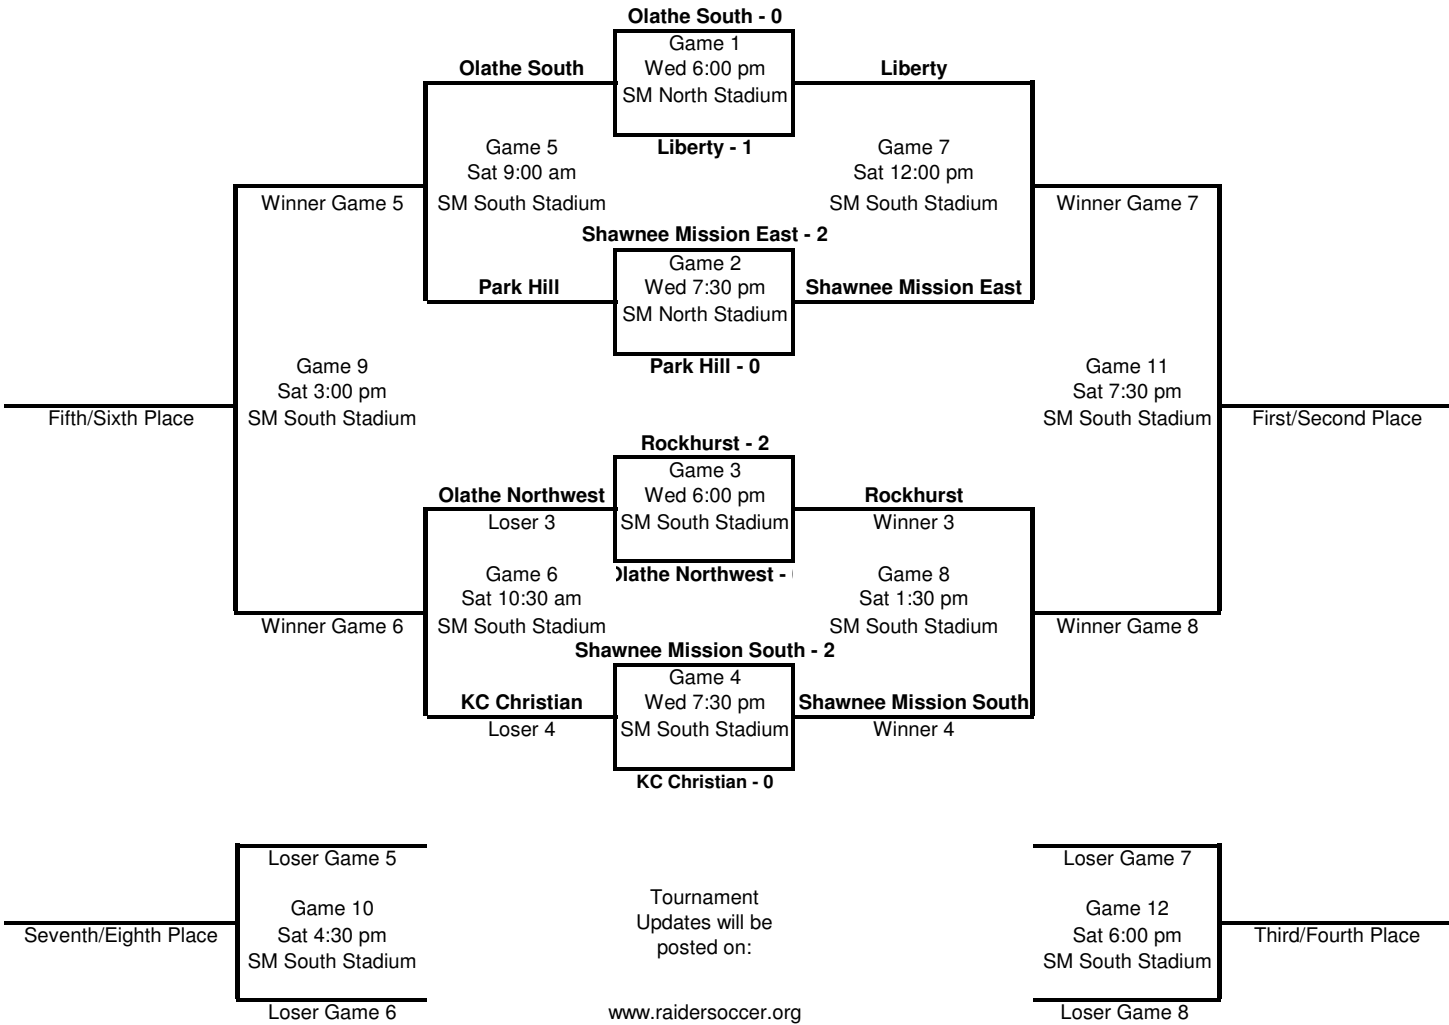 Olathe South - 0
Game 1
Wed 6:00 pm
SM North Stadium
Liberty - 1
Olathe South
Liberty
Game 5
Sat 9:00 am
SM South Stadium
Game 7
Sat 12:00 pm
SM South Stadium
Winner Game 5
Winner Game 7
Shawnee Mission East - 2
Game 2
Wed 7:30 pm
SM North Stadium
Park Hill - 0
Park Hill
Shawnee Mission East
Game 9
Sat 3:00 pm
SM South Stadium
Fifth/Sixth Place
Game 11
Sat 7:30 pm
SM South Stadium
First/Second Place
Rockhurst - 2
Game 3
Wed 6:00 pm
SM South Stadium
Olathe Northwest -
Olathe Northwest
Loser 3
Rockhurst
Winner 3
Game 6
Sat 10:30 am
SM South Stadium
Game 8
Sat 1:30 pm
SM South Stadium
Winner Game 6
Winner Game 8
Shawnee Mission South - 2
Game 4
Wed 7:30 pm
SM South Stadium
KC Christian - 0
KC Christian
Loser 4
Shawnee Mission South
Winner 4
Loser Game 5
Game 10
Sat 4:30 pm
SM South Stadium
Seventh/Eighth Place
Loser Game 6
Tournament
Updates will be
posted on:
www.raidersoccer.org
Loser Game 7
Game 12
Sat 6:00 pm
SM South Stadium
Third/Fourth Place
Loser Game 8